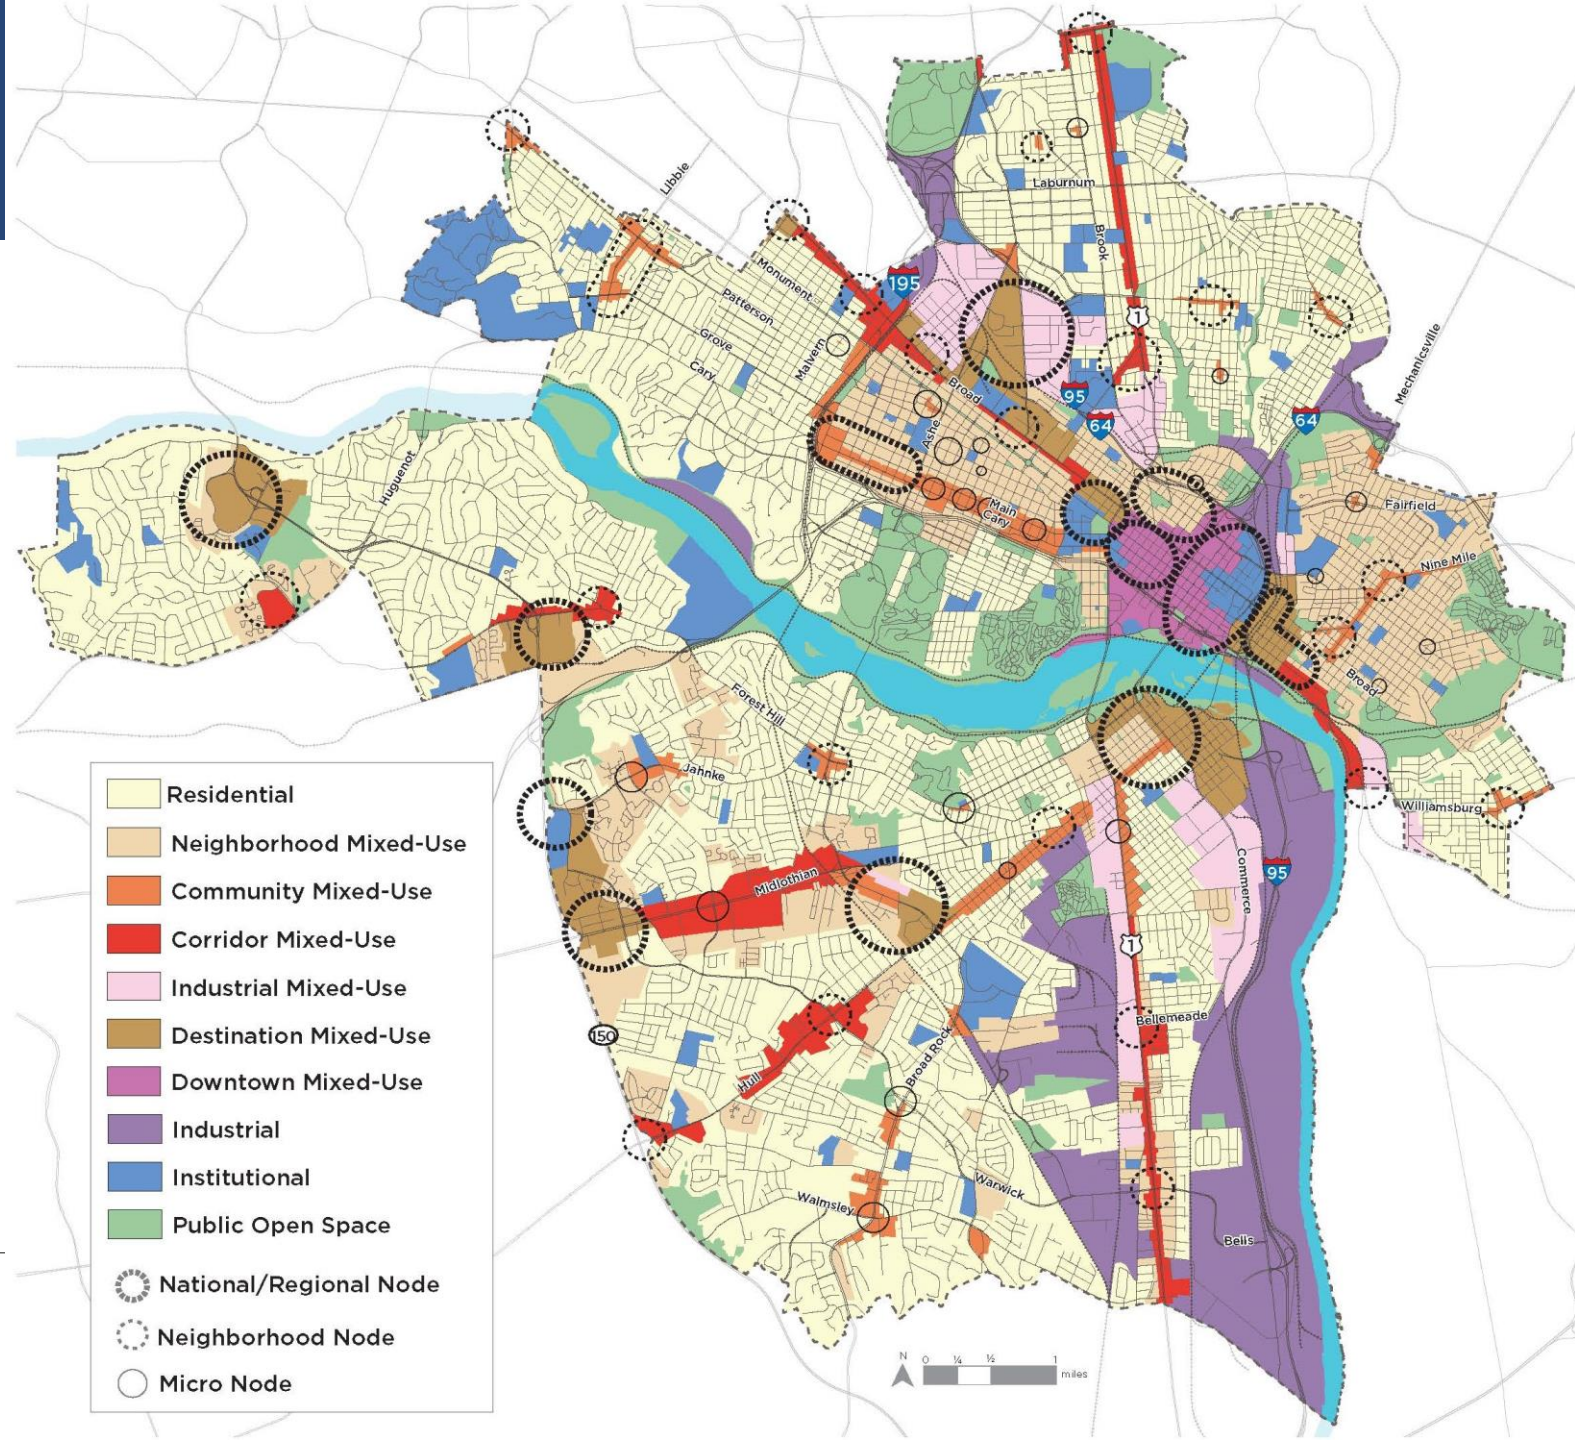 Libbie
Laburnum
Brook
Monument
Patterson
195
Grove
Cary
Malvern
1
Mechanicsville
Broad
95
64
64
Ashe
Huguenot
Main
Cary
Fairfield
Nine Mile
Broad
Forest Hill
Jahnke
Williamsburg
Midlothian
Commerce
95
1
Bellemeade
150
Hull
Broad Rock
Warwick
Walmsley
Bells
Residential
Neighborhood Mixed-Use
Community Mixed-Use
Corridor Mixed-Use
Industrial Mixed-Use
Destination Mixed-Use
Downtown Mixed-Use
Industrial
Institutional
Public Open Space
National/Regional Node
Neighborhood Node
Micro Node
N
0 ¼ ½ 1
miles